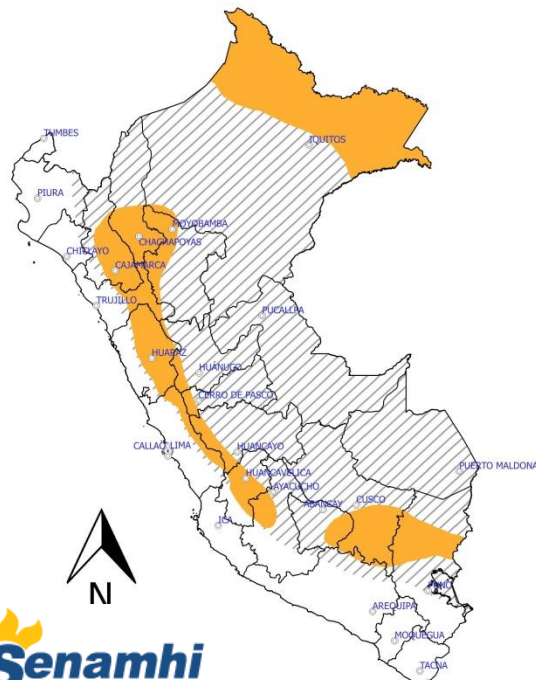 TUMBES
IQUITOS
PIURA
MOYOBAMBA
CHACHAPOYAS
CHICLAYO
CAJAMARCA
TRUJILLO
PUCALLPA
HUARAZ
HUÁNUCO
CERRO DE PASCO
CALLAO
LIMA
HUANCAYO
PUERTO MALDONA
HUANCAVELICA
AYACUCHO
ABANCAY
CUSCO
ICA
PUNO
N
AREQUIPA
MOQUEGUA
Senamhi
TACNA